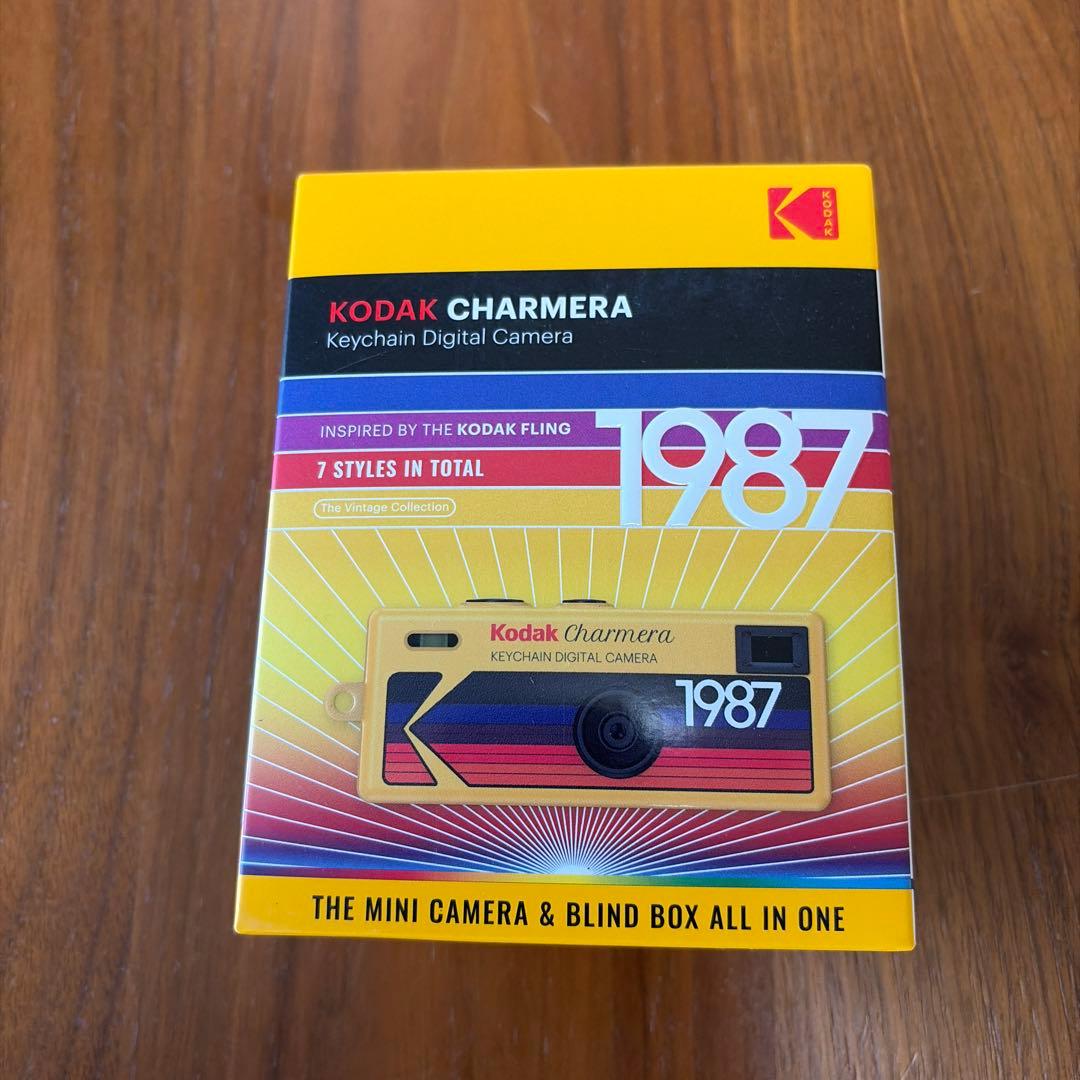 KODAK
KODAK CHARMERA
Keychain Digital Camera
INSPIRED BY THE KODAK FLING
1987
7 STYLES IN TOTAL
The Vintage Collection
Kodak Charmera
KEYCHAIN DIGITAL CAMERA
1987
THE MINI CAMERA & BLIND BOX ALL IN ONE